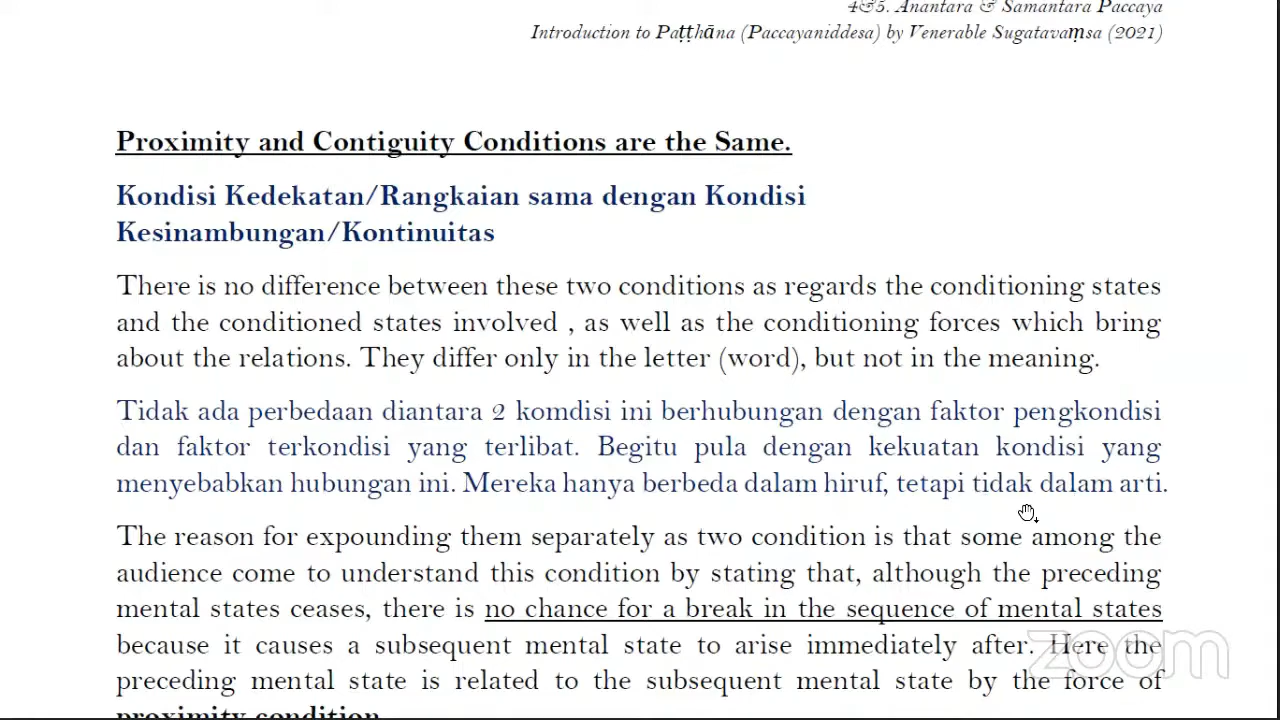 4&5. Anantara & Samantara Paccaya
Introduction to Paṭṭhāna (Paccayaniddesa) by Venerable Sugatavaṃsa (2021)
Proximity and Contiguity Conditions are the Same.
Kondisi Kedekatan/Rangkaian sama dengan Kondisi
Kesinambungan/Kontinuitas
There is no difference between these two conditions as regards the conditioning states
and the conditioned states involved , as well as the conditioning forces which bring
about the relations. They differ only in the letter (word), but not in the meaning.
Tidak ada perbedaan diantara 2 komdisi ini berhubungan dengan faktor pengkondisi
dan faktor terkondisi yang terlibat. Begitu pula dengan kekuatan kondisi yang
menyebabkan hubungan ini. Mereka hanya berbeda dalam hiruf, tetapi tidak dalam arti.
The reason for expounding them separately as two condition is that some among the
audience come to understand this condition by stating that, although the preceding
mental states ceases, there is no chance for a break in the sequence of mental states
because it causes a subsequent mental state to arise immediately after. Here the
preceding mental state is related to the subsequent mental state by the force of
proximity condition.
zoom